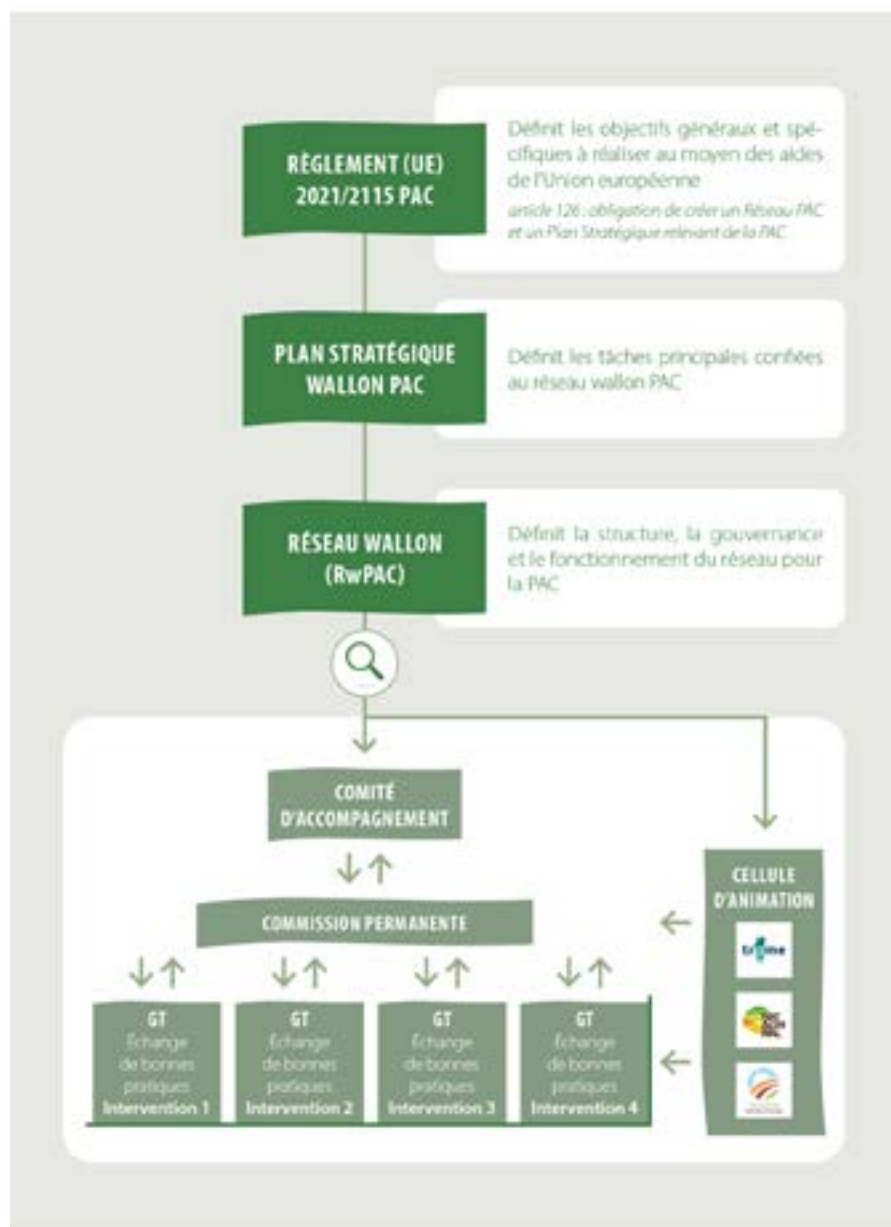 RÈGLEMENT (UE)
2021/2115 PAC
Définit les objectifs généraux et spé-
cifiques à réaliser au moyen des aides
de l'Union européenne
article 126 : obligation de créer un Réseau PAC
et un Plan Stratégique relevant de la PAC
PLAN STRATÉGIQUE
WALLON PAC
Définit les tâches principales confiées
au réseau wallon PAC
RÉSEAU WALLON
(RwPAC)
Définit la structure, la gouvernance
et le fonctionnement du réseau pour
la PAC
COMITÉ
D'ACCOMPAGNEMENT
COMMISSION PERMANENTE
GT
Échange
de bonnes
pratiques
Intervention 1
GT
Échange
de bonnes
pratiques
Intervention 2
GT
Échange
de bonnes
pratiques
Intervention 3
GT
Échange
de bonnes
pratiques
Intervention 4
CELLULE
D'ANIMATION